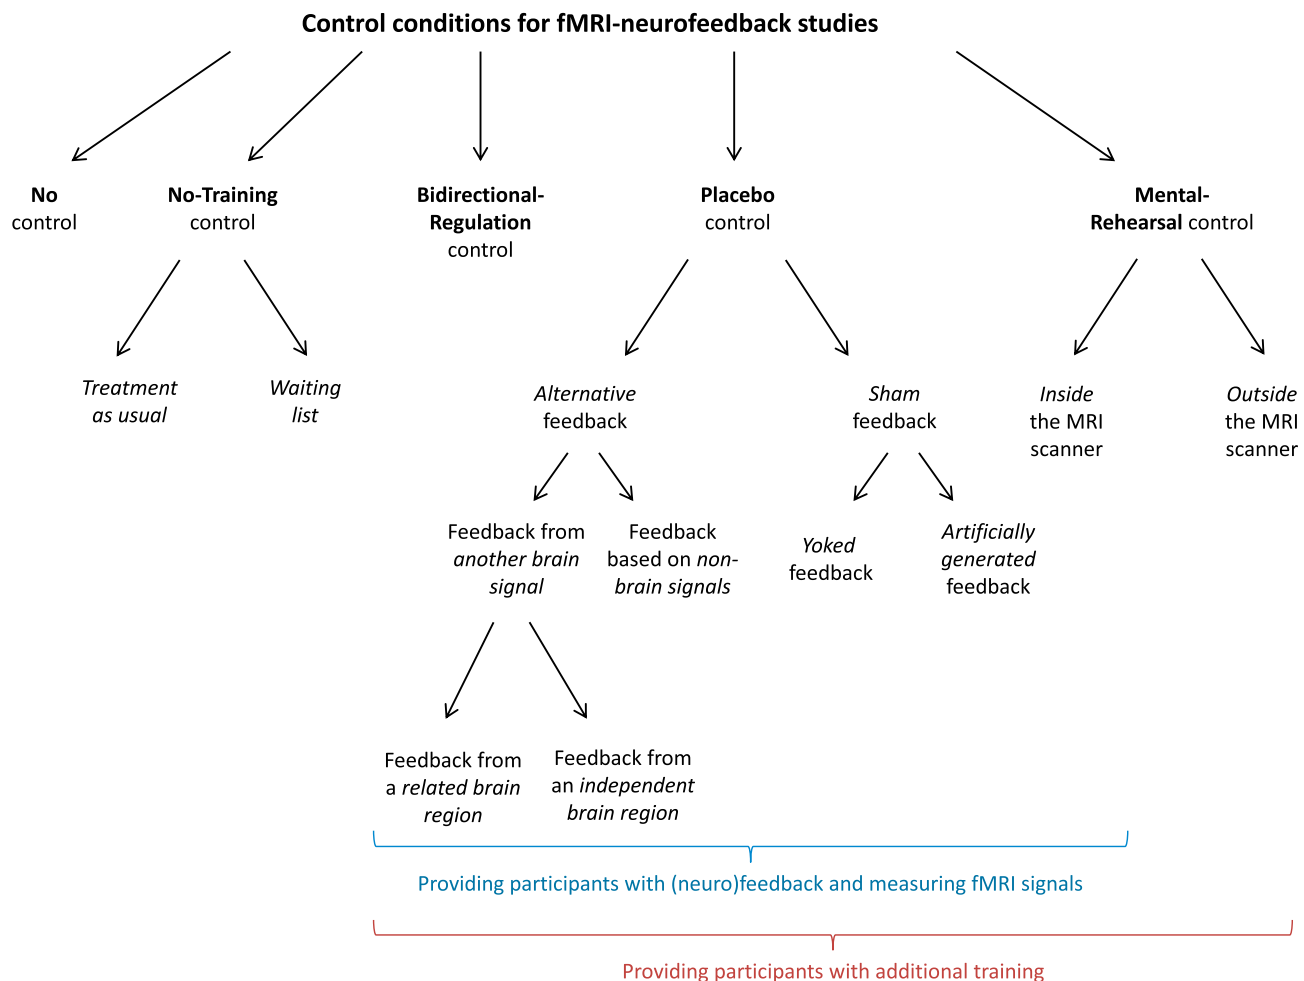 Control conditions for fMRI-neurofeedback studies
No
control
No-Training
control
Bidirectional-
Regulation
control
Placebo
control
Mental-
Rehearsal control
Treatment
as usual
Waiting
list
Alternative
feedback
Sham
feedback
Inside
the MRI
scanner
Outside
the MRI
scanner
Feedback from
another brain
signal
Feedback
based on non-
brain signals
Yoked
feedback
Artificially
generated
feedback
Feedback from
a related brain
region
Feedback from
an independent
brain region
Providing participants with (neuro)feedback and measuring fMRI signals
Providing participants with additional training